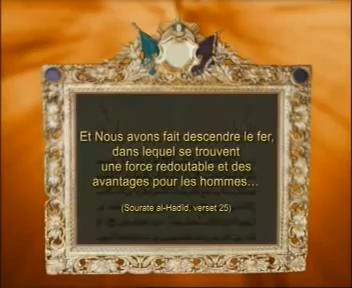 Et Nous avons fait descendre le fer,
dans lequel se trouvent
une force redoutable et des
avantages pour les hommes...
(Sourate al-Hadîd, verset 25)